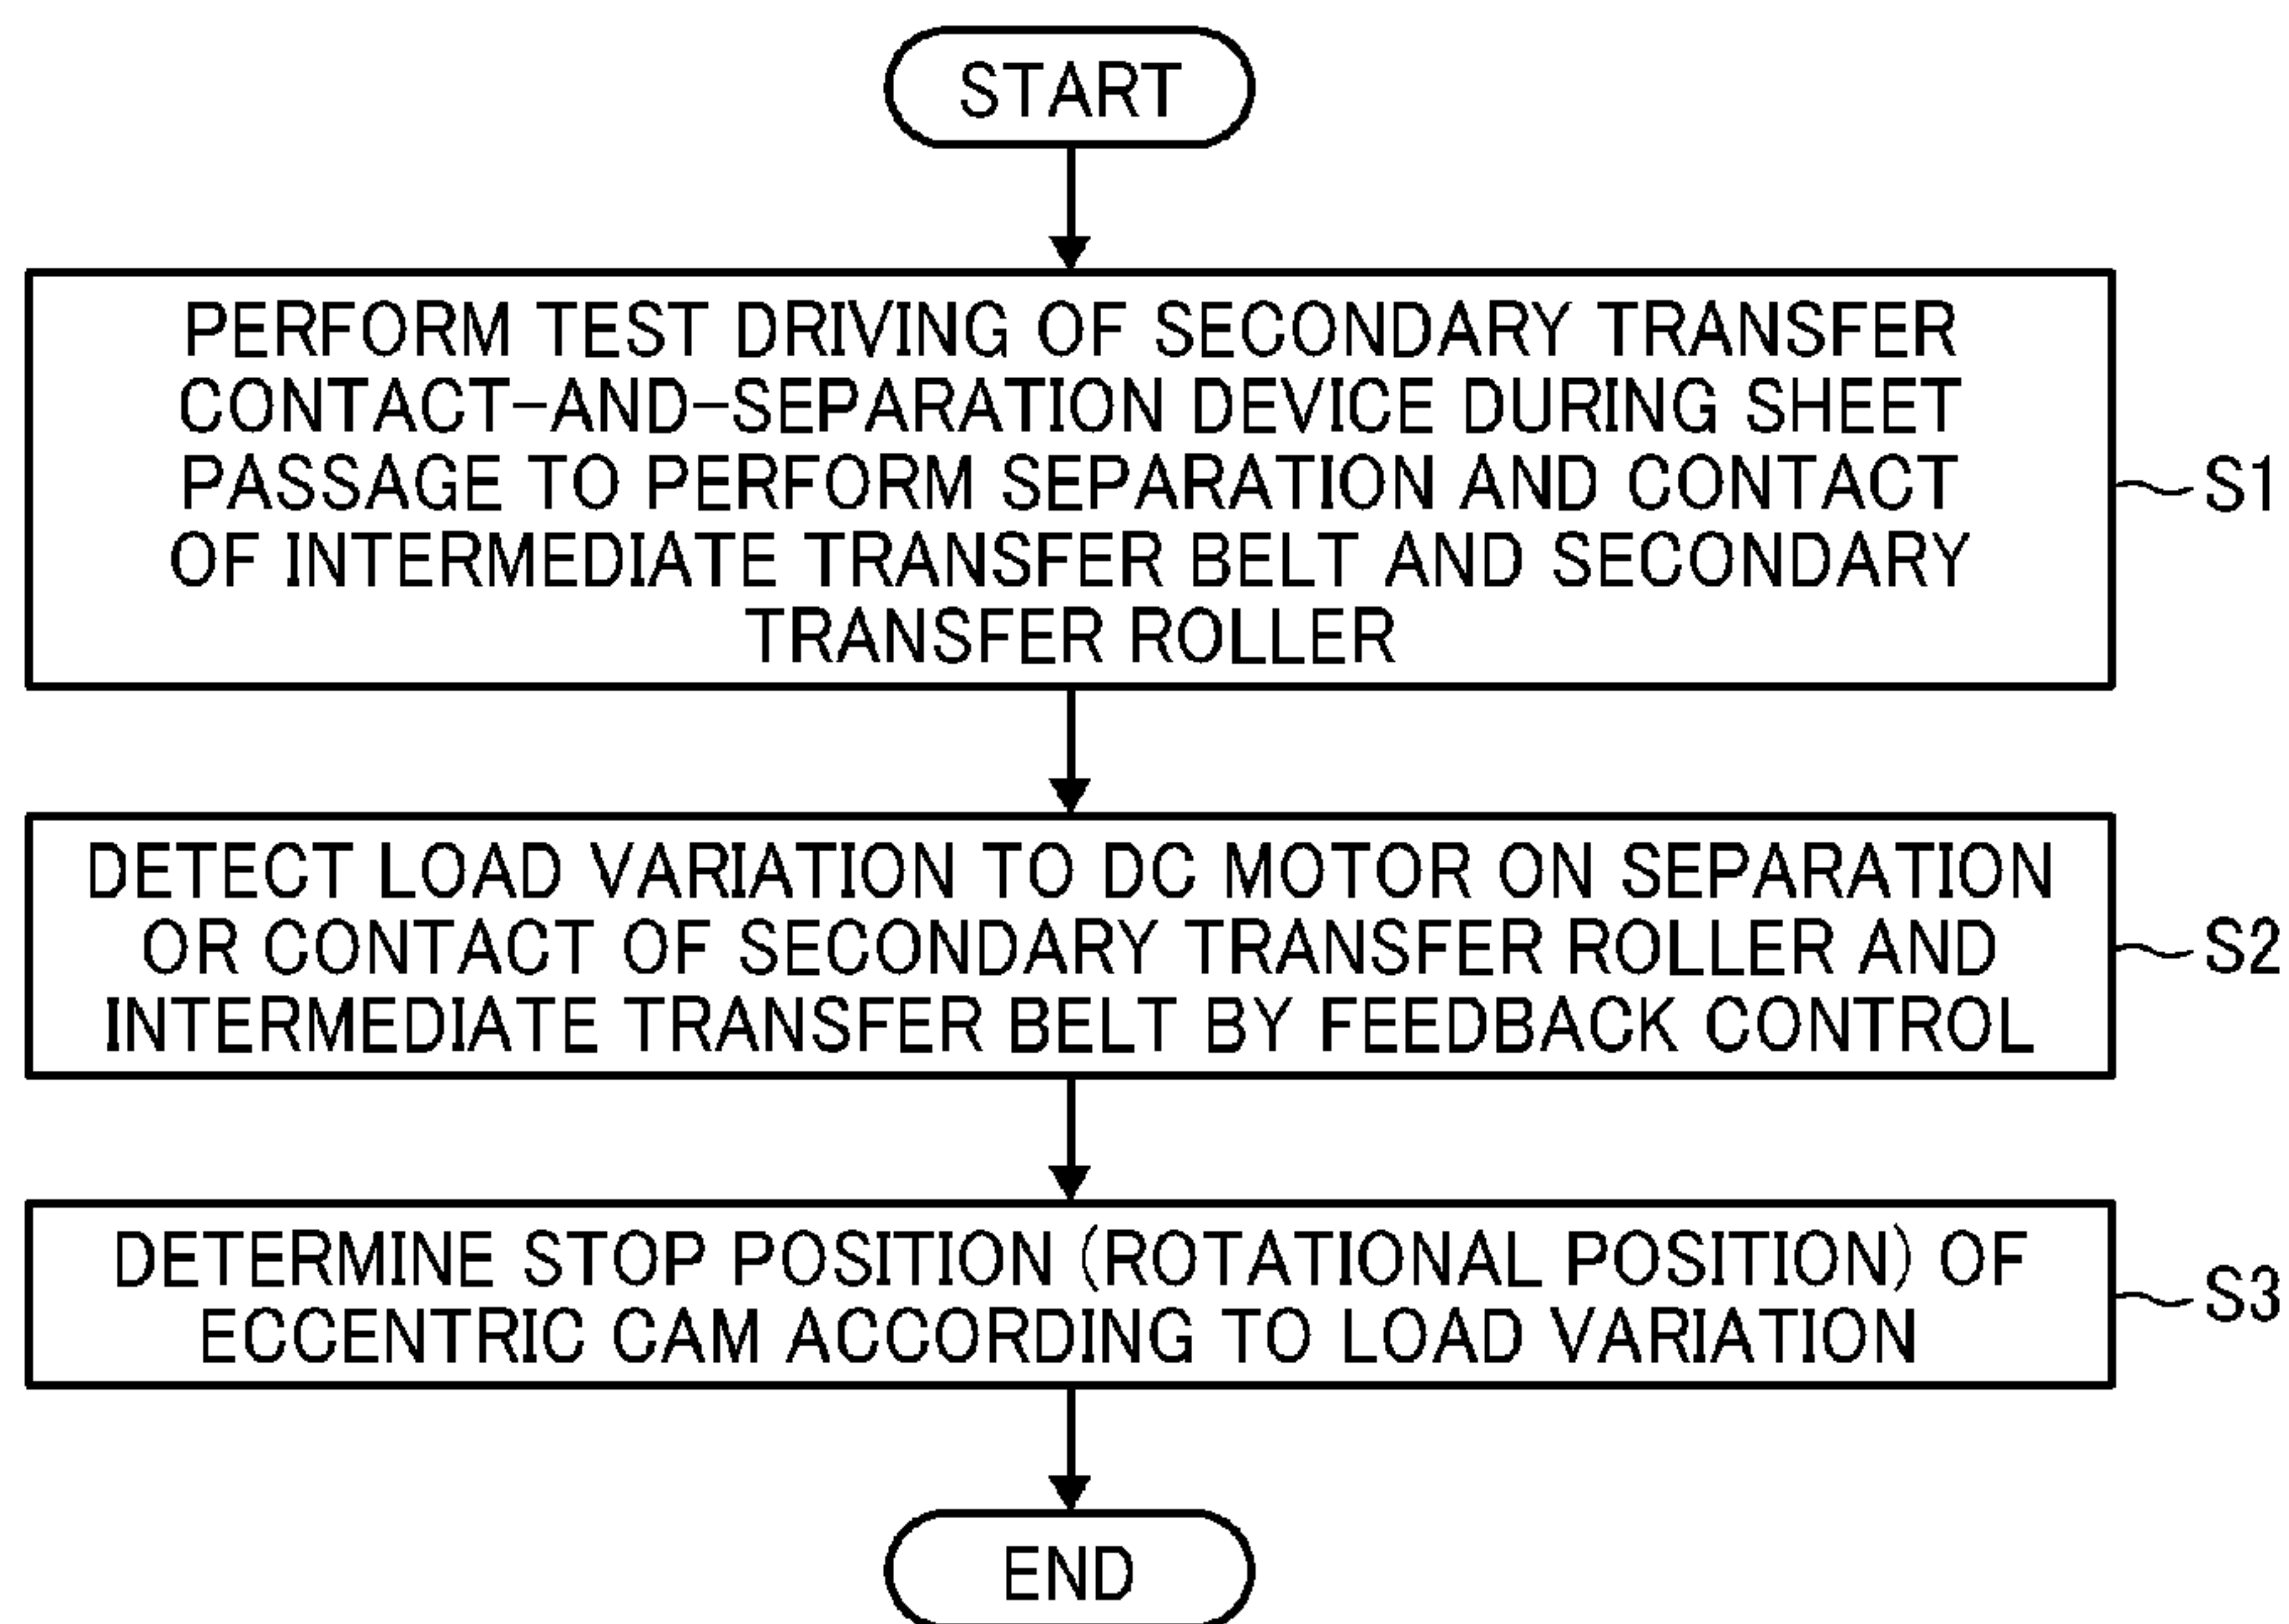 START
PERFORM TEST DRIVING OF SECONDARY TRANSFER
CONTACT-AND-SEPARATION DEVICE DURING SHEET
PASSAGE TO PERFORM SEPARATION AND CONTACT
OF INTERMEDIATE TRANSFER BELT AND SECONDARY
TRANSFER ROLLER
S1
DETECT LOAD VARIATION TO DC MOTOR ON SEPARATION
OR CONTACT OF SECONDARY TRANSFER ROLLER AND
INTERMEDIATE TRANSFER BELT BY FEEDBACK CONTROL
S2
DETERMINE STOP POSITION (ROTATIONAL POSITION) OF
ECCENTRIC CAM ACCORDING TO LOAD VARIATION
S3
END